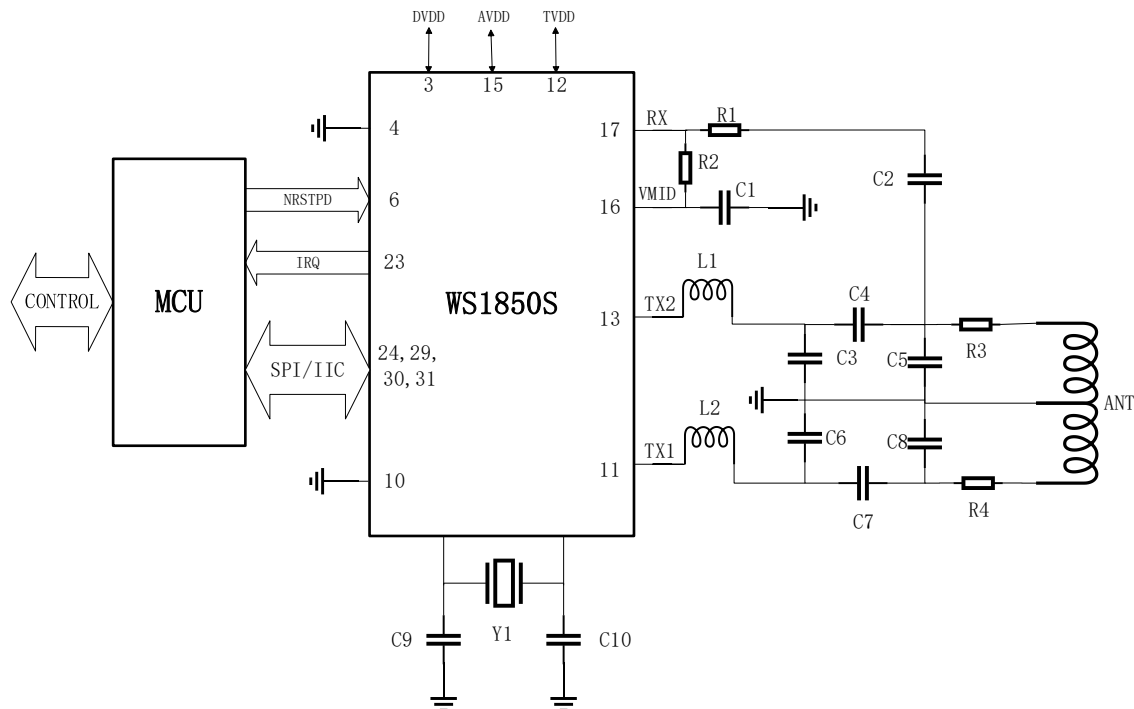 DVDD AVDD TVDD
3 15 12
4
17 RX R1
R2
C2
NRSTPD 6
16 VMID C1
IRQ 23
CONTROL
MCU
WS1850S
L1
13 TX2
C4
C3 C5 R3
24, 29,
30, 31
SPI/IIC
ANT
L2
C6 C8
11 TX1
10
C7 R4
C9 Y1 C10